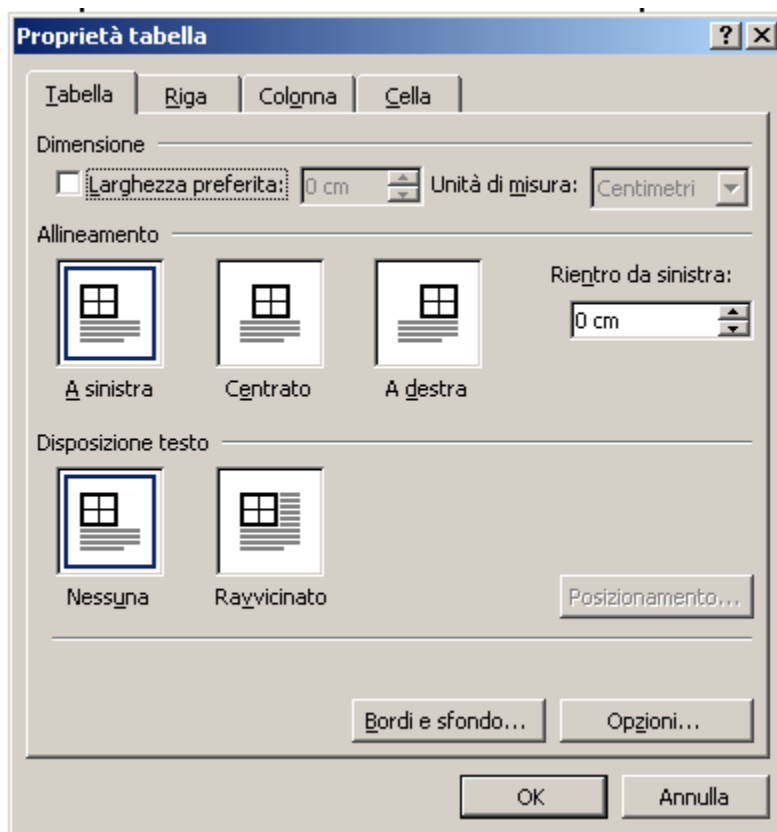 Proprietà tabella
Tabella Riga Colonna Cella
Dimensione
Larghezza preferita: 0 cm Unità di misura: Centimetri
Allineamento
Rientro da sinistra:
0 cm
A sinistra Centrato A destra
Disposizione testo
Nessuna Ravvicinato
Posizionamento...
Bordi e sfondo... Opzioni...
OK Annulla